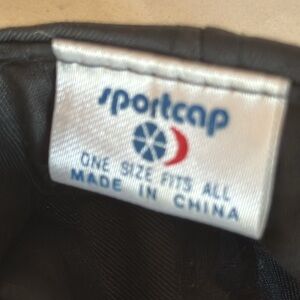 sportcap
ONE SIZE FITS ALL
MADE IN CHINA